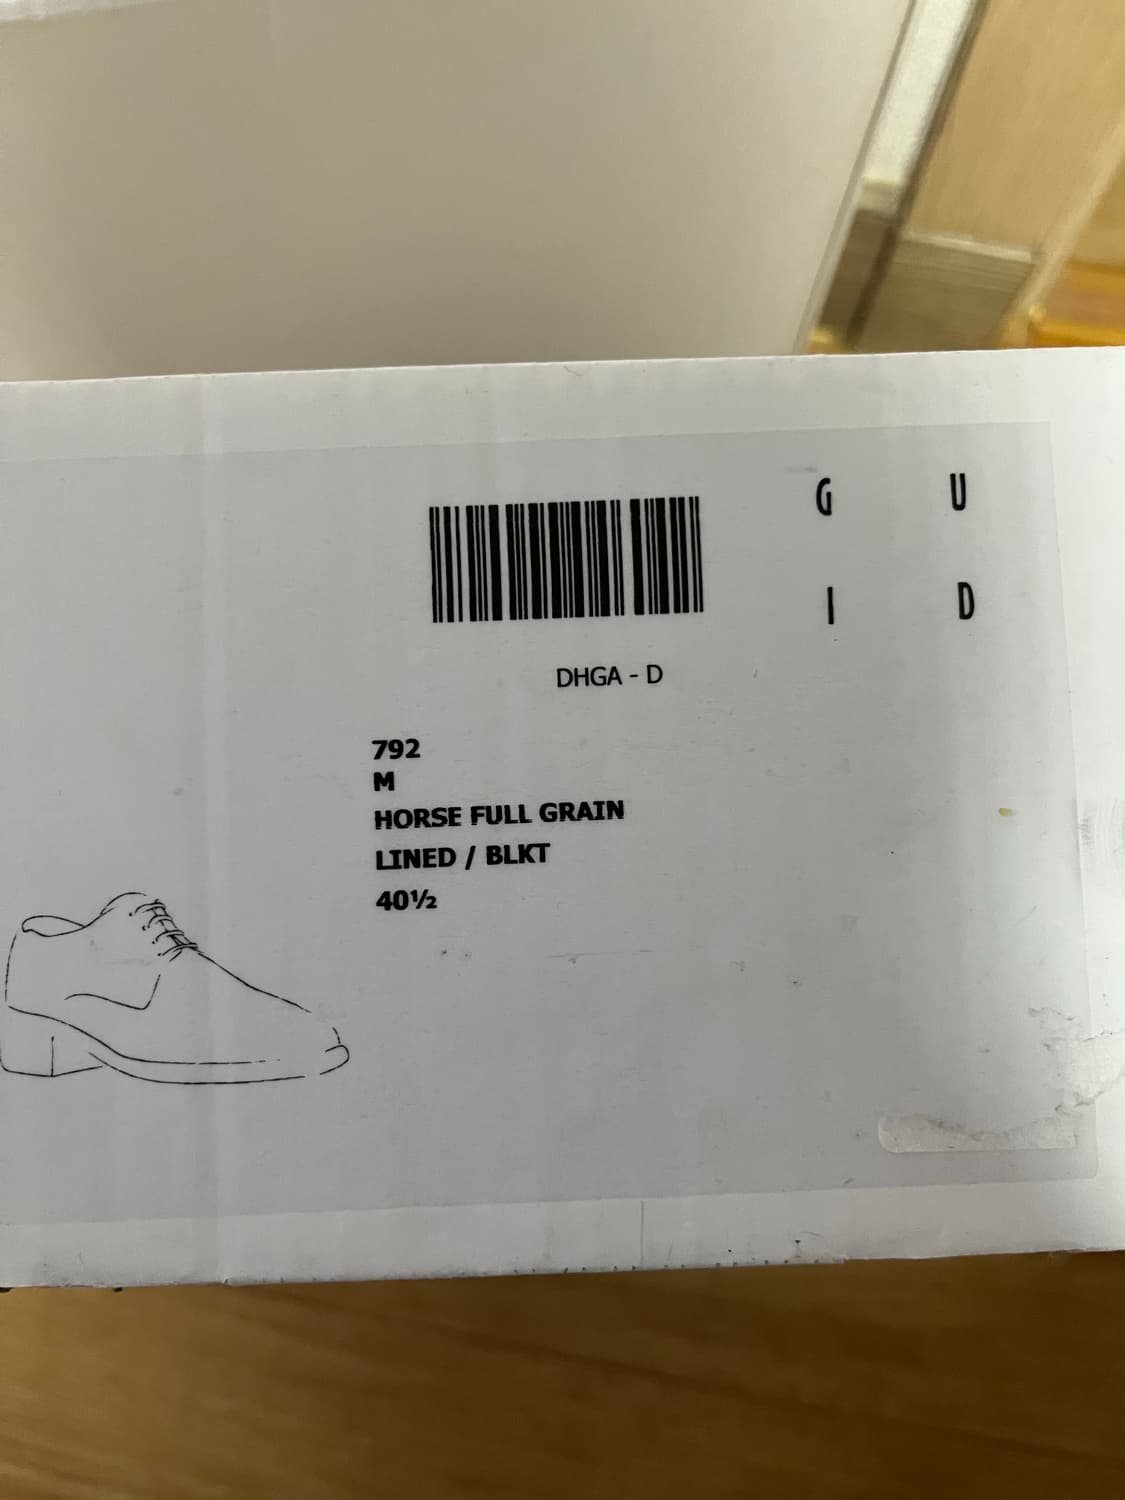 G U
I D
DHGA - D
792
M
HORSE FULL GRAIN
LINED / BLKT
40½